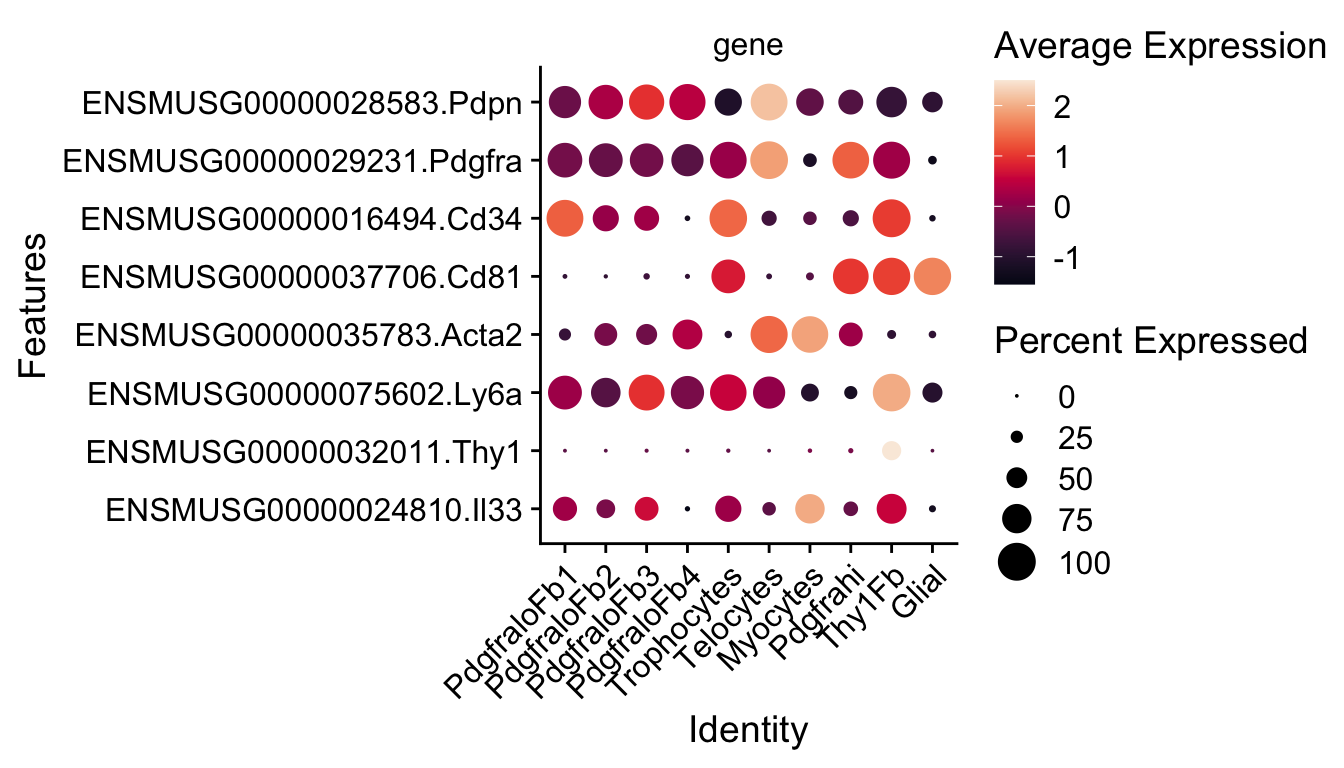 gene
Features
ENSMUSG00000028583.Pdpn
ENSMUSG00000029231.Pdgfra
ENSMUSG00000016494.Cd34
ENSMUSG00000037706.Cd81
ENSMUSG00000035783.Acta2
ENSMUSG00000075602.Ly6a
ENSMUSG00000032011.Thy1
ENSMUSG00000024810.Il33
PdgfraloFb1
PdgfraloFb2
PdgfraloFb3
PdgfraloFb4
Trophocytes
Telocytes
Myocytes
Pdgfrahi
Thy1Fb
Glial
Identity
Average Expression
2
1
0
-1
Percent Expressed
0
25
50
75
100